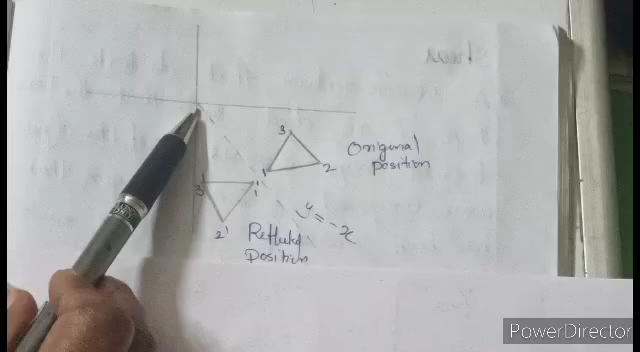 3
1
2
Original
position
3'
1'
2'
y = -x
Reflected
Position
PowerDirector